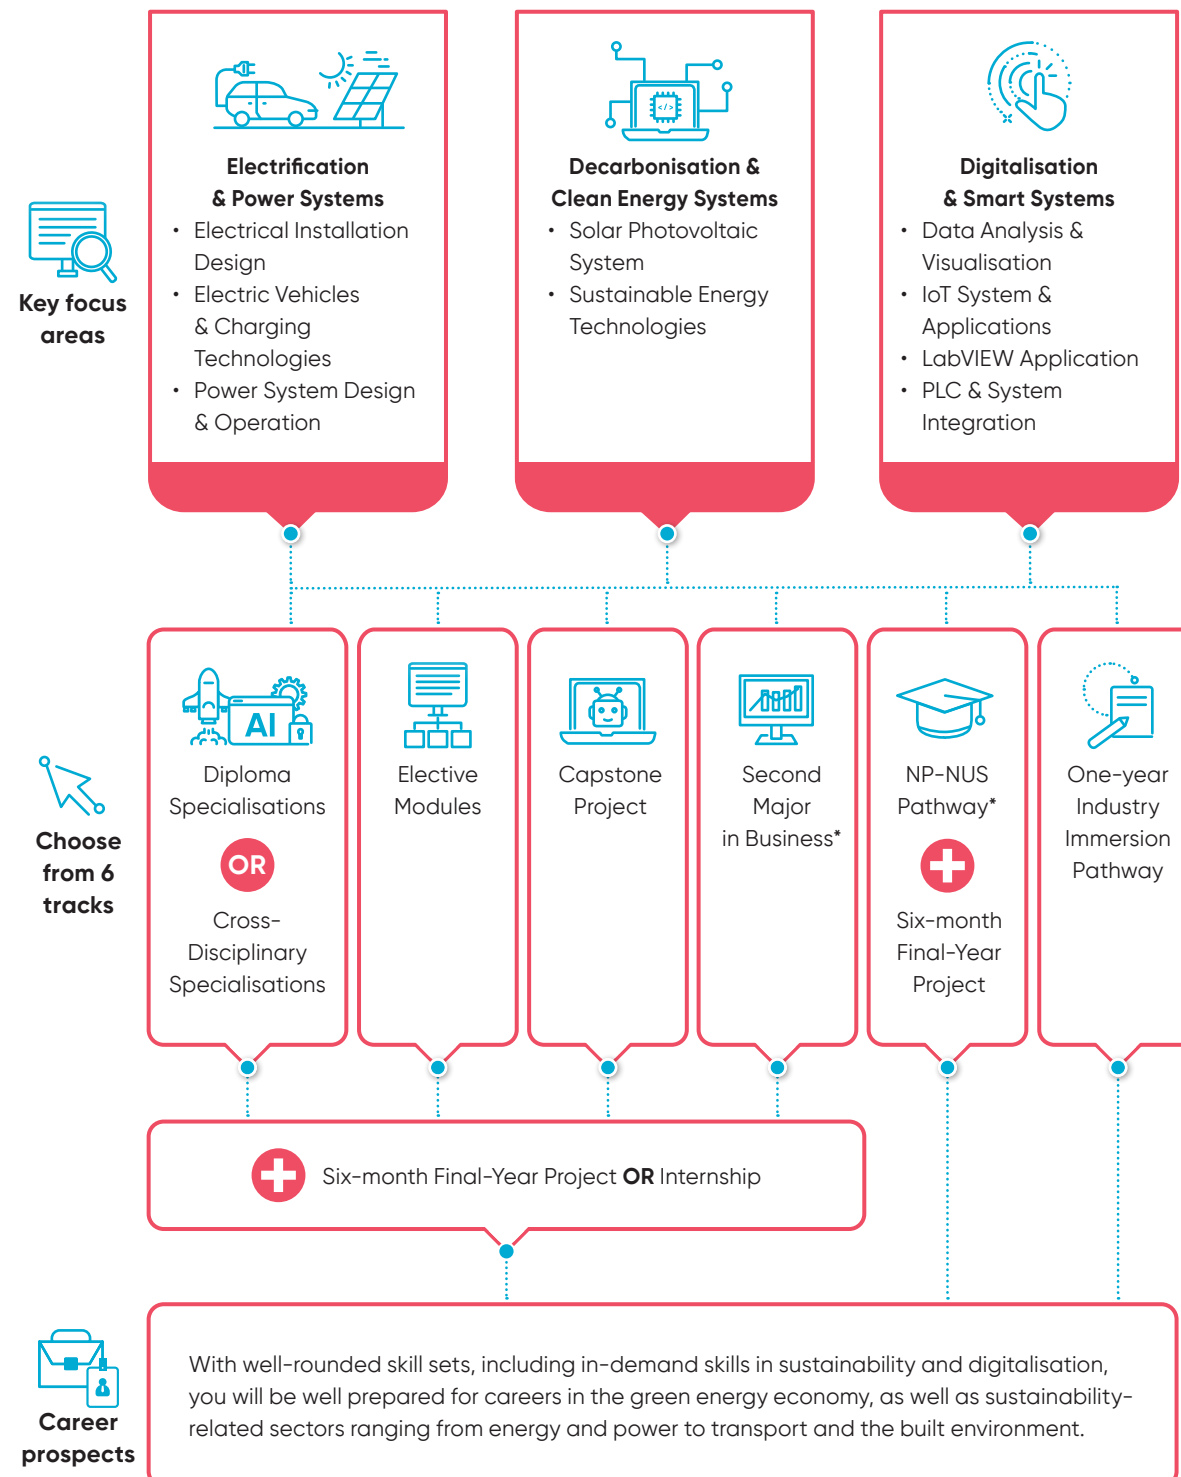 Key focus
areas
Electrification
& Power Systems
• Electrical Installation
Design
• Electric Vehicles
& Charging
Technologies
• Power System Design
& Operation
</>
Decarbonisation &
Clean Energy Systems
• Solar Photovoltaic
System
• Sustainable Energy
Technologies
Digitalisation
& Smart Systems
• Data Analysis &
Visualisation
• IoT System &
Applications
• LabVIEW Application
• PLC & System
Integration
Choose
from 6
tracks
AI
Diploma
Specialisations
OR
Cross-
Disciplinary
Specialisations
Elective
Modules
Capstone
Project
Second
Major
in Business*
NP-NUS
Pathway*
Six-month
Final-Year
Project
One-year
Industry
Immersion
Pathway
Six-month Final-Year Project OR Internship
Career
prospects
With well-rounded skill sets, including in-demand skills in sustainability and digitalisation,
you will be well prepared for careers in the green energy economy, as well as sustainability-
related sectors ranging from energy and power to transport and the built environment.